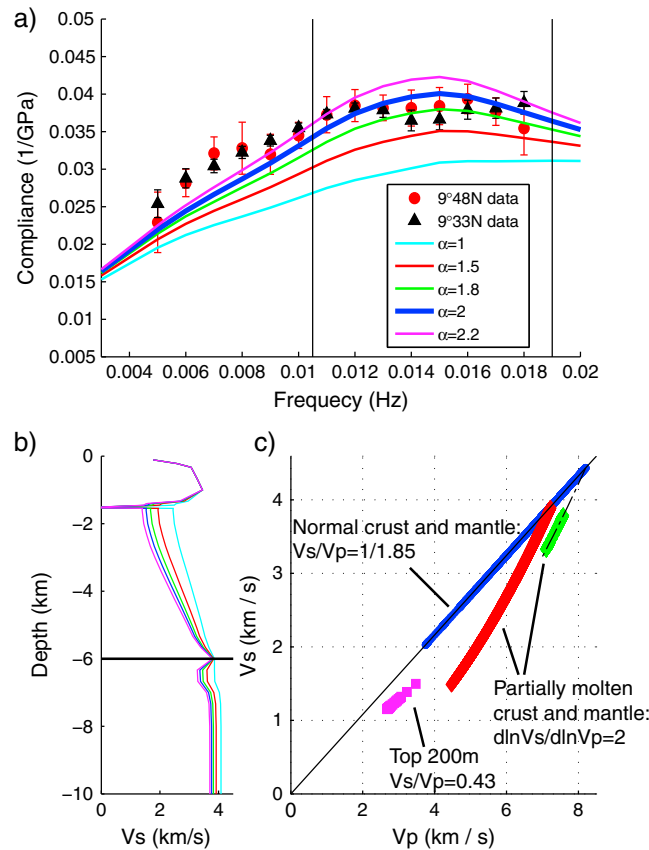 a)
0.05
0.045
0.04
0.035
0.03
0.025
0.02
0.015
0.01
0.005
Compliance (1/GPa)
9°48N data
9°33N data
α=1
α=1.5
α=1.8
α=2
α=2.2
0.004
0.006
0.008
0.01
0.012
0.014
0.016
0.018
0.02
Frequecy (Hz)
b)
0
−2
−4
−6
−8
−10
Depth (km)
0
2
4
Vs (km/s)
c)
4
3
2
1
0
Vs (km / s)
Normal crust and mantle:
Vs/Vp=1/1.85
Partially molten
crust and mantle:
dlnVs/dlnVp=2
Top 200m
Vs/Vp=0.43
0
2
4
6
8
Vp (km / s)